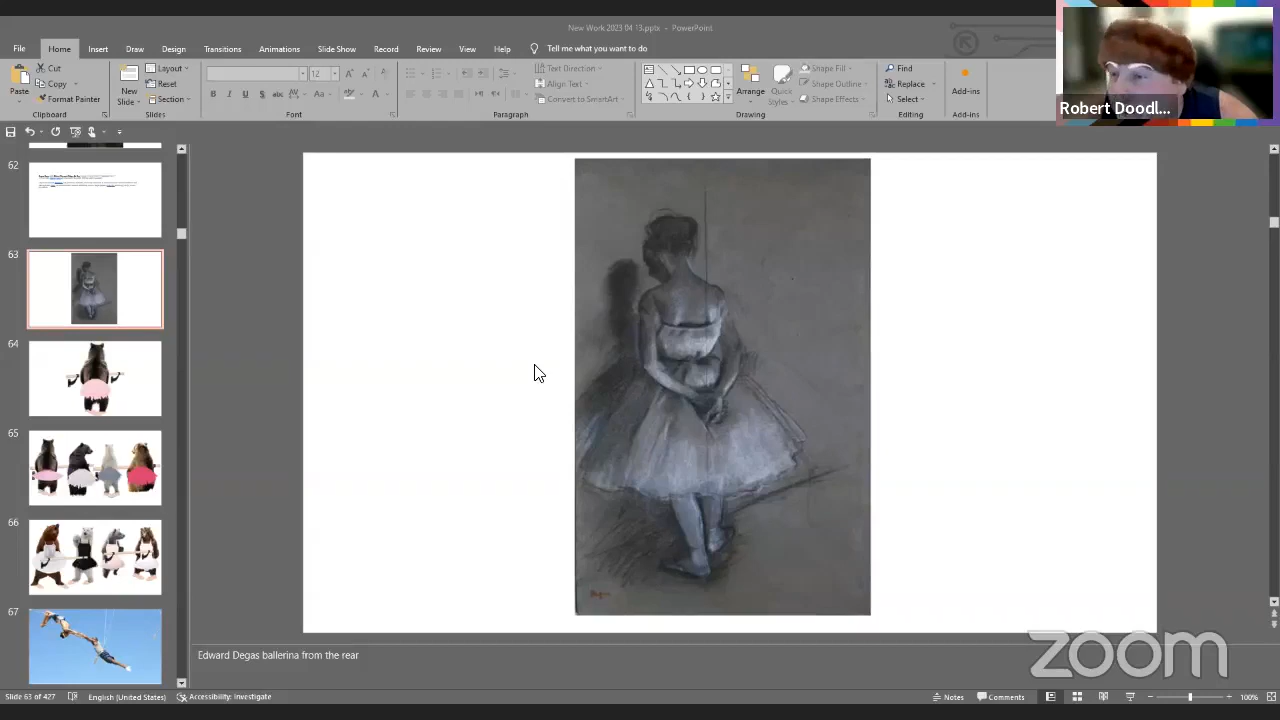 New Work 2023 04 13.pptx - PowerPoint
File Home Insert Draw Design Transitions Animations Slide Show Record Review View Help Tell me what you want to do
Paste
Cut
Copy
Format Painter
Clipboard
New
Slide
Layout
Reset
Section
Slides
12
Font
Paragraph
Text Direction
Align Text
Convert to SmartArt
Arrange
Quick
Styles
Shape Fill
Shape Outline
Shape Effects
Drawing
Find
Replace
Select
Editing
Add-ins
Add-ins
Robert Doodl...
62
63
64
65
66
67
Edward Degas ballerina from the rear
zoom
Slide 63 of 427 English (United States) Accessibility: Investigate Notes Comments 100%